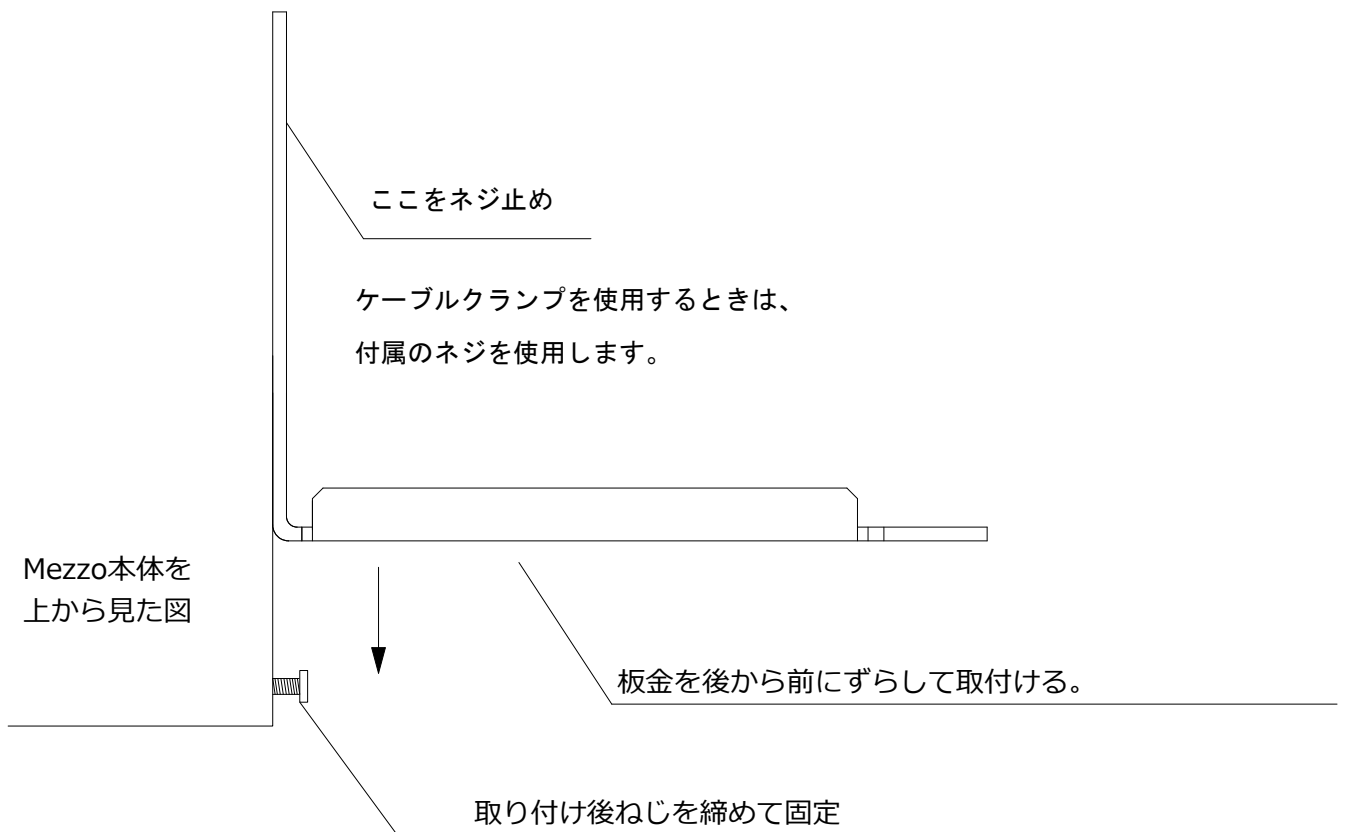 ここをネジ止め
ケーブルクランプを使用するときは、
付属のネジを使用します。
Mezzo本体を
上から見た図
板金を後から前にずらして取付ける。
取り付け後ねじを締めて固定